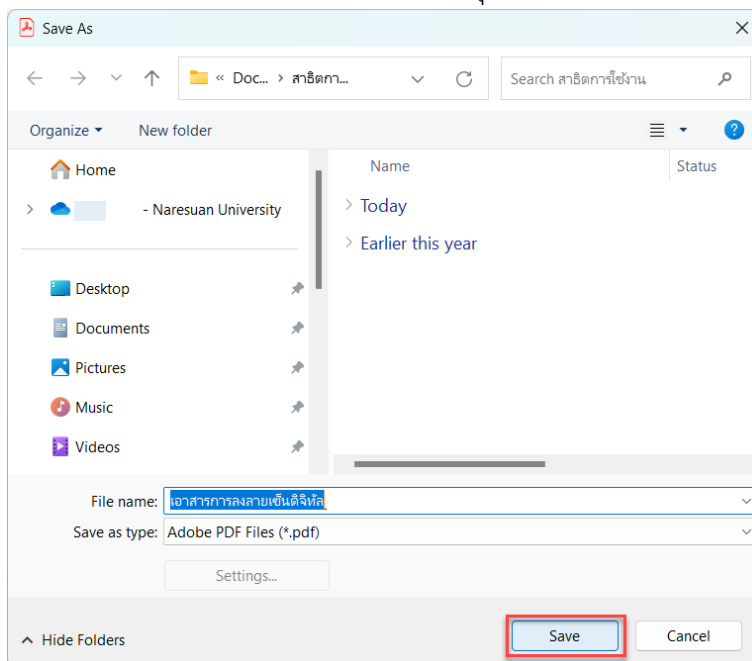 Save As
« Doc... › สาธิตกา...
Search สาธิตการใช้งาน
Organize
New folder
Name
Status
Home
- Naresuan University
Today
Earlier this year
Desktop
Documents
Pictures
Music
Videos
File name: เอาสารการลงลายเซ็นดิจิทัล
Save as type: Adobe PDF Files (*.pdf)
Settings...
Hide Folders
Save
Cancel